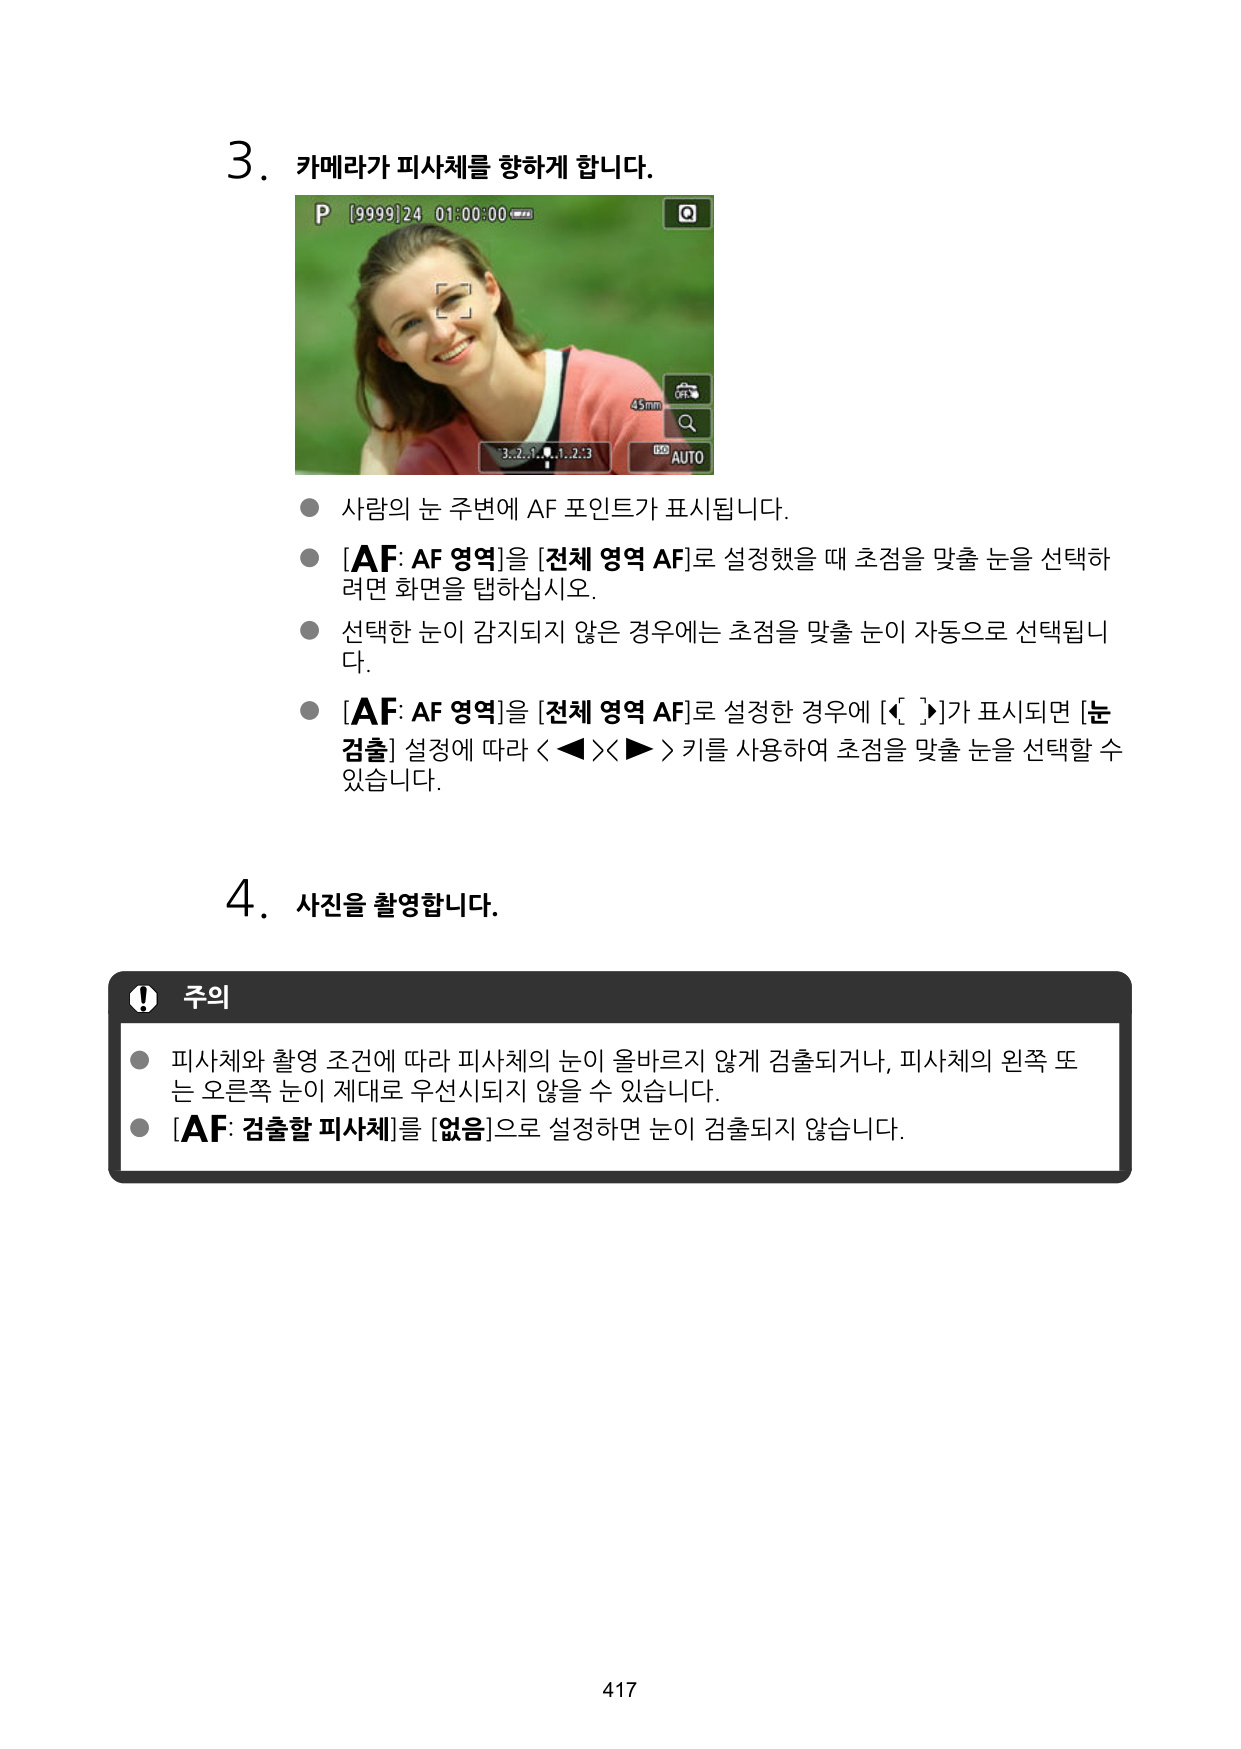 3. 카메라가 피사체를 향하게 합니다.
P [9999]24 01:00:00 Q
OFF
45mm
3..2..1..0..1..2..3 ISO AUTO
● 사람의 눈 주변에 AF 포인트가 표시됩니다.
● [AF: AF 영역]을 [전체 영역 AF]로 설정했을 때 초점을 맞출 눈을 선택하
려면 화면을 탭하십시오.
● 선택한 눈이 감지되지 않은 경우에는 초점을 맞출 눈이 자동으로 선택됩니
다.
● [AF: AF 영역]을 [전체 영역 AF]로 설정한 경우에 [◀[ ]▶]가 표시되면 [눈
검출] 설정에 따라 < ◀ >< ▶ > 키를 사용하여 초점을 맞출 눈을 선택할 수
있습니다.
4. 사진을 촬영합니다.
주의
● 피사체와 촬영 조건에 따라 피사체의 눈이 올바르지 않게 검출되거나, 피사체의 왼쪽 또
는 오른쪽 눈이 제대로 우선시되지 않을 수 있습니다.
● [AF: 검출할 피사체]를 [없음]으로 설정하면 눈이 검출되지 않습니다.
417